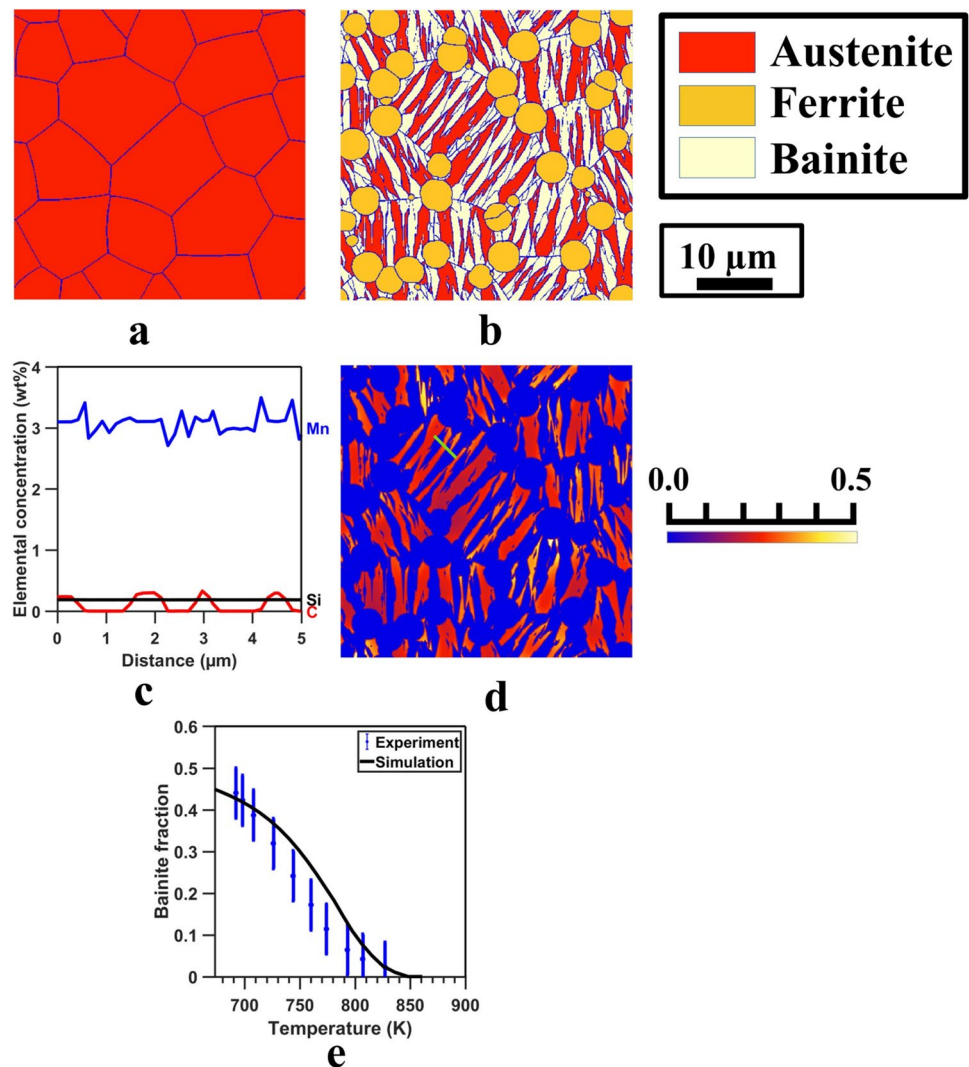 Austenite
Ferrite
Bainite
10 µm
a
b
Elemental concentration (wt%)
4
3
2
1
0
Mn
Si
C
0 1 2 3 4 5
Distance (µm)
c
d
0.0 0.5
Bainite fraction
0.6
0.5
0.4
0.3
0.2
0.1
0
Experiment
Simulation
700 750 800 850 900
Temperature (K)
e